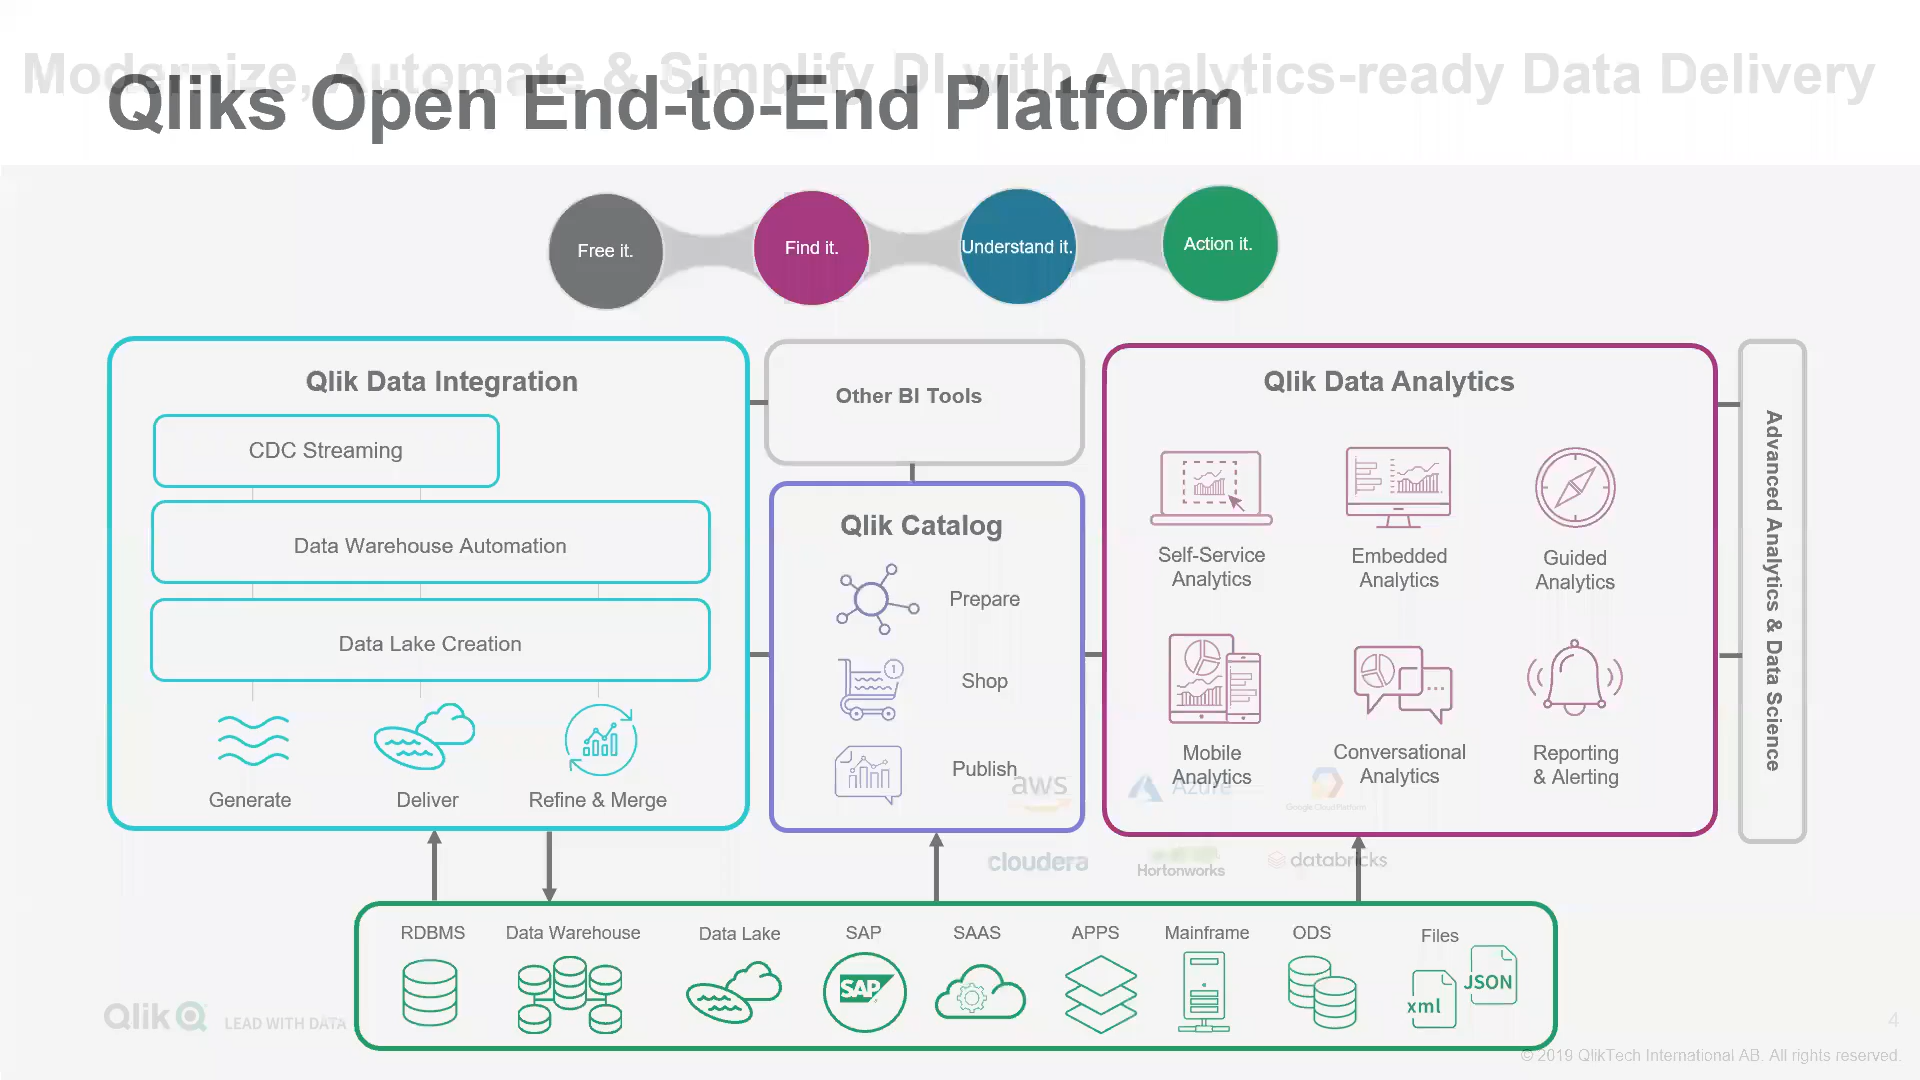 Modernize, Automate & Simplify DI with Analytics-ready Data Delivery
Qliks Open End-to-End Platform
Free it.
Find it.
Understand it.
Action it.
Qlik Data Integration
CDC Streaming
Data Warehouse Automation
Data Lake Creation
Generate
Deliver
Refine & Merge
Other BI Tools
Qlik Catalog
Prepare
1
Shop
Publish
Qlik Data Analytics
Self-Service
Analytics
Embedded
Analytics
Guided
Analytics
Mobile
Analytics
Conversational
Analytics
Reporting
& Alerting
Advanced Analytics & Data Science
aws
Azure
Google Cloud Platform
cloudera
Hortonworks
databricks
RDBMS
Data Warehouse
Data Lake
SAP
SAAS
APPS
Mainframe
ODS
Files
SAP
xml
JSON
Qlik
LEAD WITH DATA
4
© 2019 QlikTech International AB. All rights reserved.